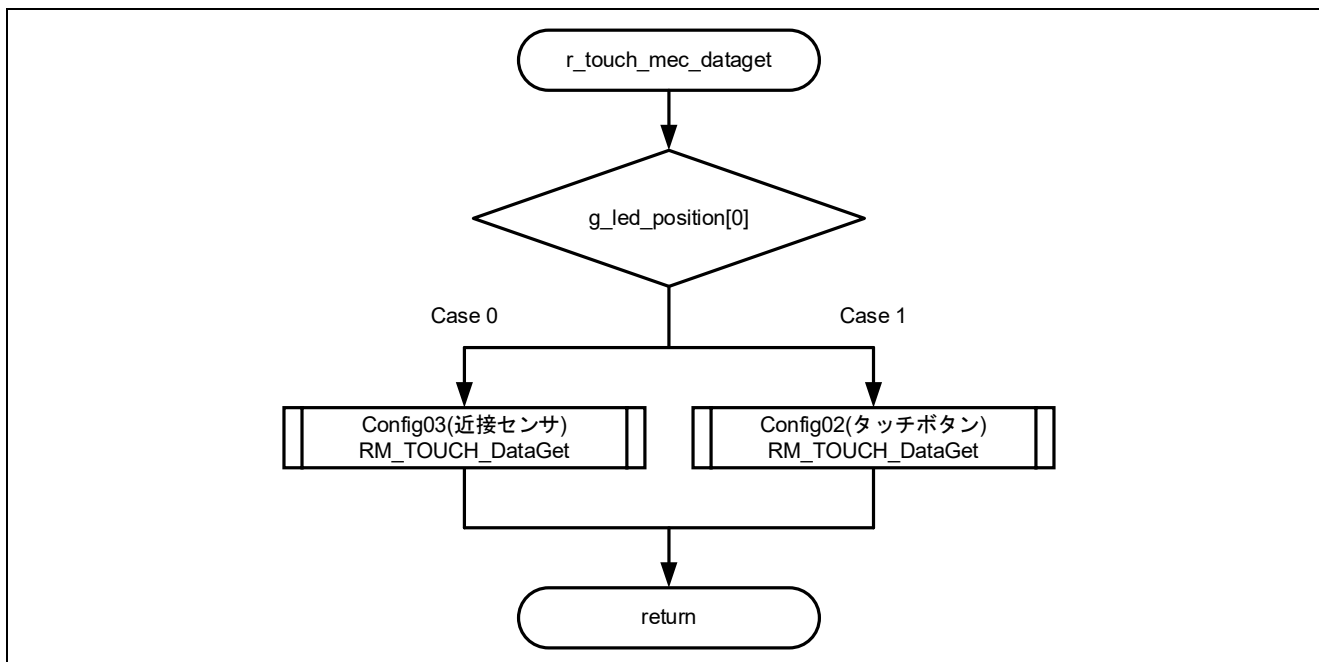 r_touch_mec_dataget
g_led_position[0]
Case 0
Case 1
Config03(近接センサ)
RM_TOUCH_DataGet
Config02(タッチボタン)
RM_TOUCH_DataGet
return